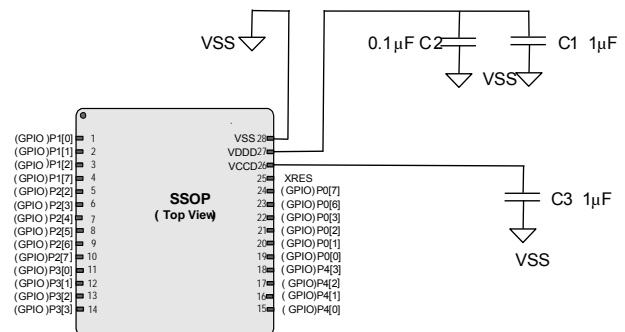 VSS
0.1μF C2
C1 1μF
VSS
(GPIO)P1[0] 1
(GPIO)P1[1] 2
(GPIO)P1[2] 3
(GPIO)P1[7] 4
(GPIO)P2[2] 5
(GPIO)P2[3] 6
(GPIO)P2[4] 7
(GPIO)P2[5] 8
(GPIO)P2[6] 9
(GPIO)P2[7] 10
(GPIO)P3[0] 11
(GPIO)P3[1] 12
(GPIO)P3[2] 13
(GPIO)P3[3] 14
SSOP
(Top View)
VSS 28
VDDD 27
VCCD 26
25 XRES
24 (GPIO)P0[7]
23 (GPIO)P0[6]
22 (GPIO)P0[3]
21 (GPIO)P0[2]
20 (GPIO)P0[1]
19 (GPIO)P0[0]
18 (GPIO)P4[3]
17 (GPIO)P4[2]
16 (GPIO)P4[1]
15 (GPIO)P4[0]
C3 1μF
VSS